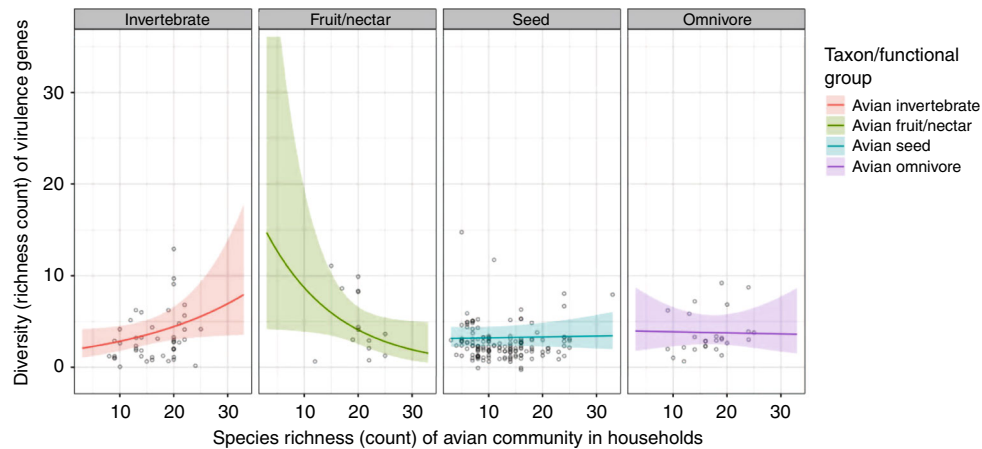 Invertebrate Fruit/nectar Seed Omnivore
Diversity (richness count) of virulence genes
30
20
10
0
10 20 30 10 20 30 10 20 30 10 20 30
Species richness (count) of avian community in households
Taxon/functional
group
Avian invertebrate
Avian fruit/nectar
Avian seed
Avian omnivore